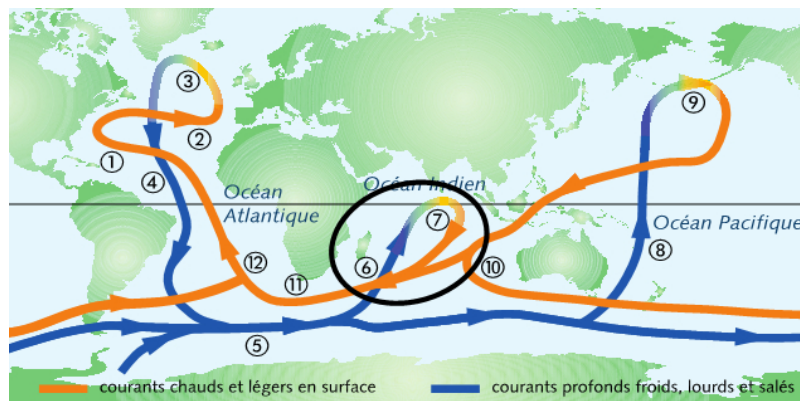 ③
⑨
②
①
④
Océan Indien
Océan
Atlantique
⑦
Océan Pacifique
⑧
⑫
⑥
⑩
⑪
⑤
courants chauds et légers en surface
courants profonds froids, lourds et salés